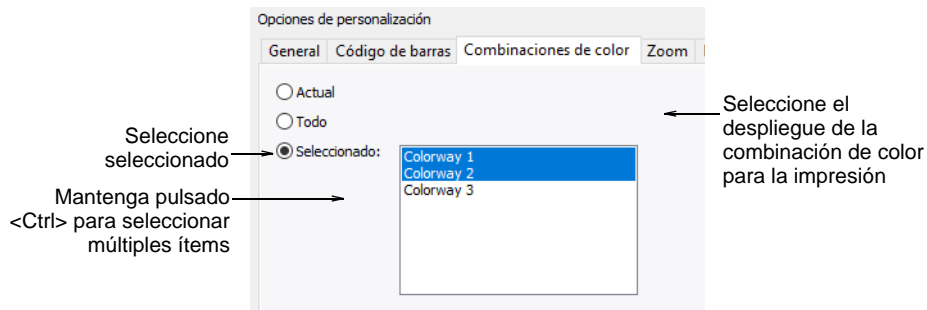 Opciones de personalización
General Código de barras Combinaciones de color Zoom
Actual
Todo
Seleccionado:
Colorway 1
Colorway 2
Colorway 3
Seleccione
seleccionado
Mantenga pulsado
<Ctrl> para seleccionar
múltiples ítems
Seleccione el
despliegue de la
combinación de color
para la impresión